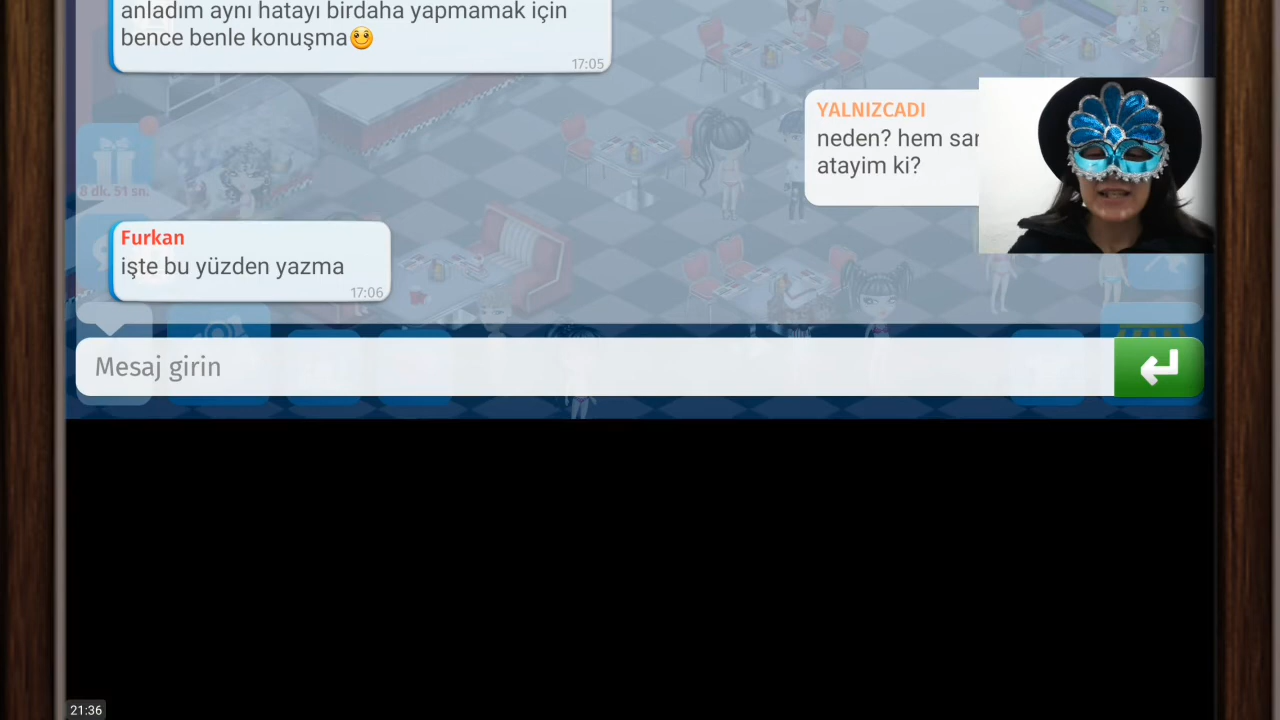 anladım aynı hatayı birdaha yapmamak için
bence benle konuşma
17:05
YALNIZCADI
neden? hem
atayim ki?
8 dk. 51 sn.
Furkan
işte bu yüzden yazma
17:06
Mesaj girin
21:36